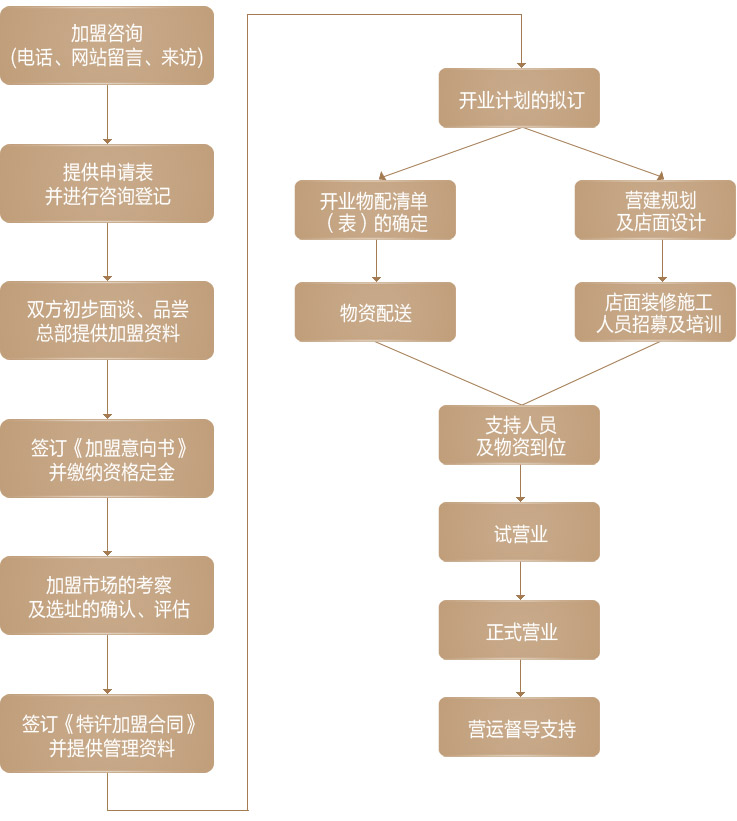 加盟咨询
(电话、网站留言、来访)
提供申请表
并进行咨询登记
双方初步面谈、品尝
总部提供加盟资料
签订《加盟意向书》
并缴纳资格定金
加盟市场的考察
及选址的确认、评估
签订《特许加盟合同》
并提供管理资料
开业计划的拟订
开业物配清单
（表）的确定
营建规划
及店面设计
物资配送
店面装修施工
人员招募及培训
支持人员
及物资到位
试营业
正式营业
营运督导支持